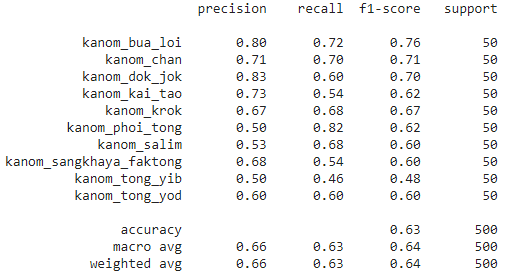 precision recall f1-score support
kanom_bua_loi 0.80 0.72 0.76 50
kanom_chan 0.71 0.70 0.71 50
kanom_dok_jok 0.83 0.60 0.70 50
kanom_kai_tao 0.73 0.54 0.62 50
kanom_krok 0.67 0.68 0.67 50
kanom_phoi_tong 0.50 0.82 0.62 50
kanom_salim 0.53 0.68 0.60 50
kanom_sangkhaya_faktong 0.68 0.54 0.60 50
kanom_tong_yib 0.50 0.46 0.48 50
kanom_tong_yod 0.60 0.60 0.60 50
accuracy 0.63 500
macro avg 0.66 0.63 0.64 500
weighted avg 0.66 0.63 0.64 500